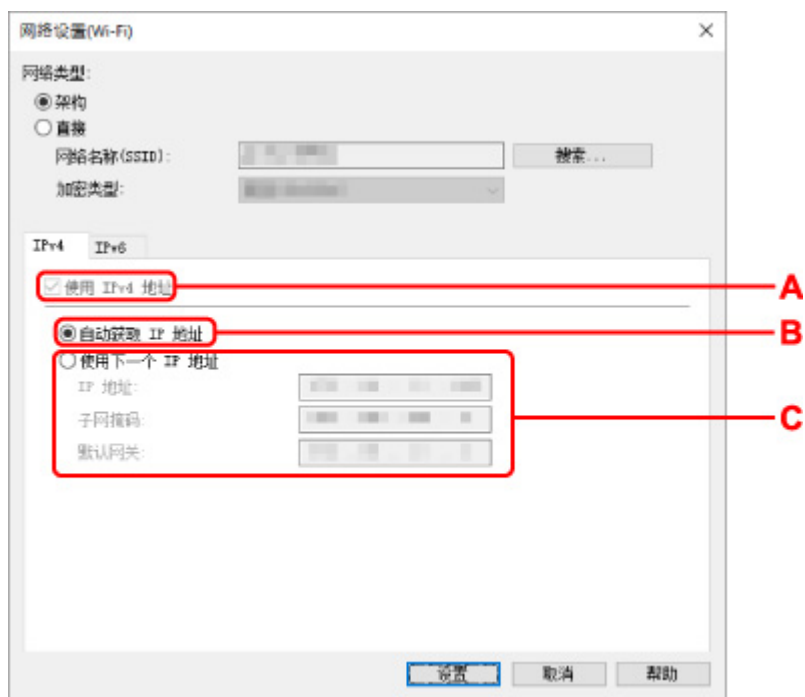 网络设置(Wi-Fi)
网络类型:
架构
直接
网络名称(SSID):
搜索...
加密类型:
IPv4 IPv6
使用 IPv4 地址
A
自动获取 IP 地址
B
使用下一个 IP 地址
IP 地址:
子网掩码:
C
默认网关:
设置 取消 帮助